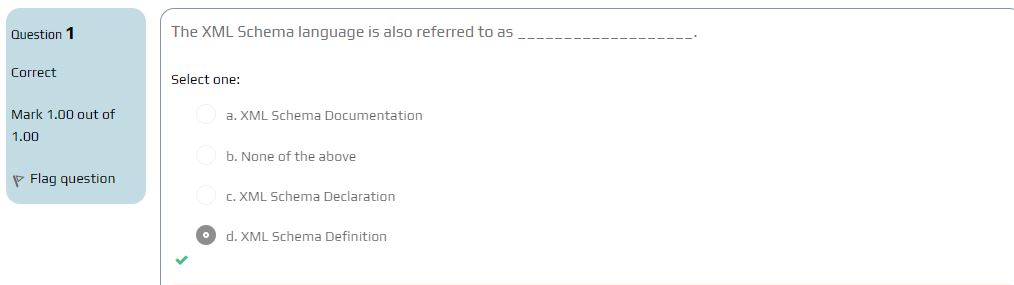 Question 1
Correct
Mark 1.00 out of
1.00
Flag question
The XML Schema language is also referred to as ___________________.
Select one:
a. XML Schema Documentation
b. None of the above
c. XML Schema Declaration
d. XML Schema Definition